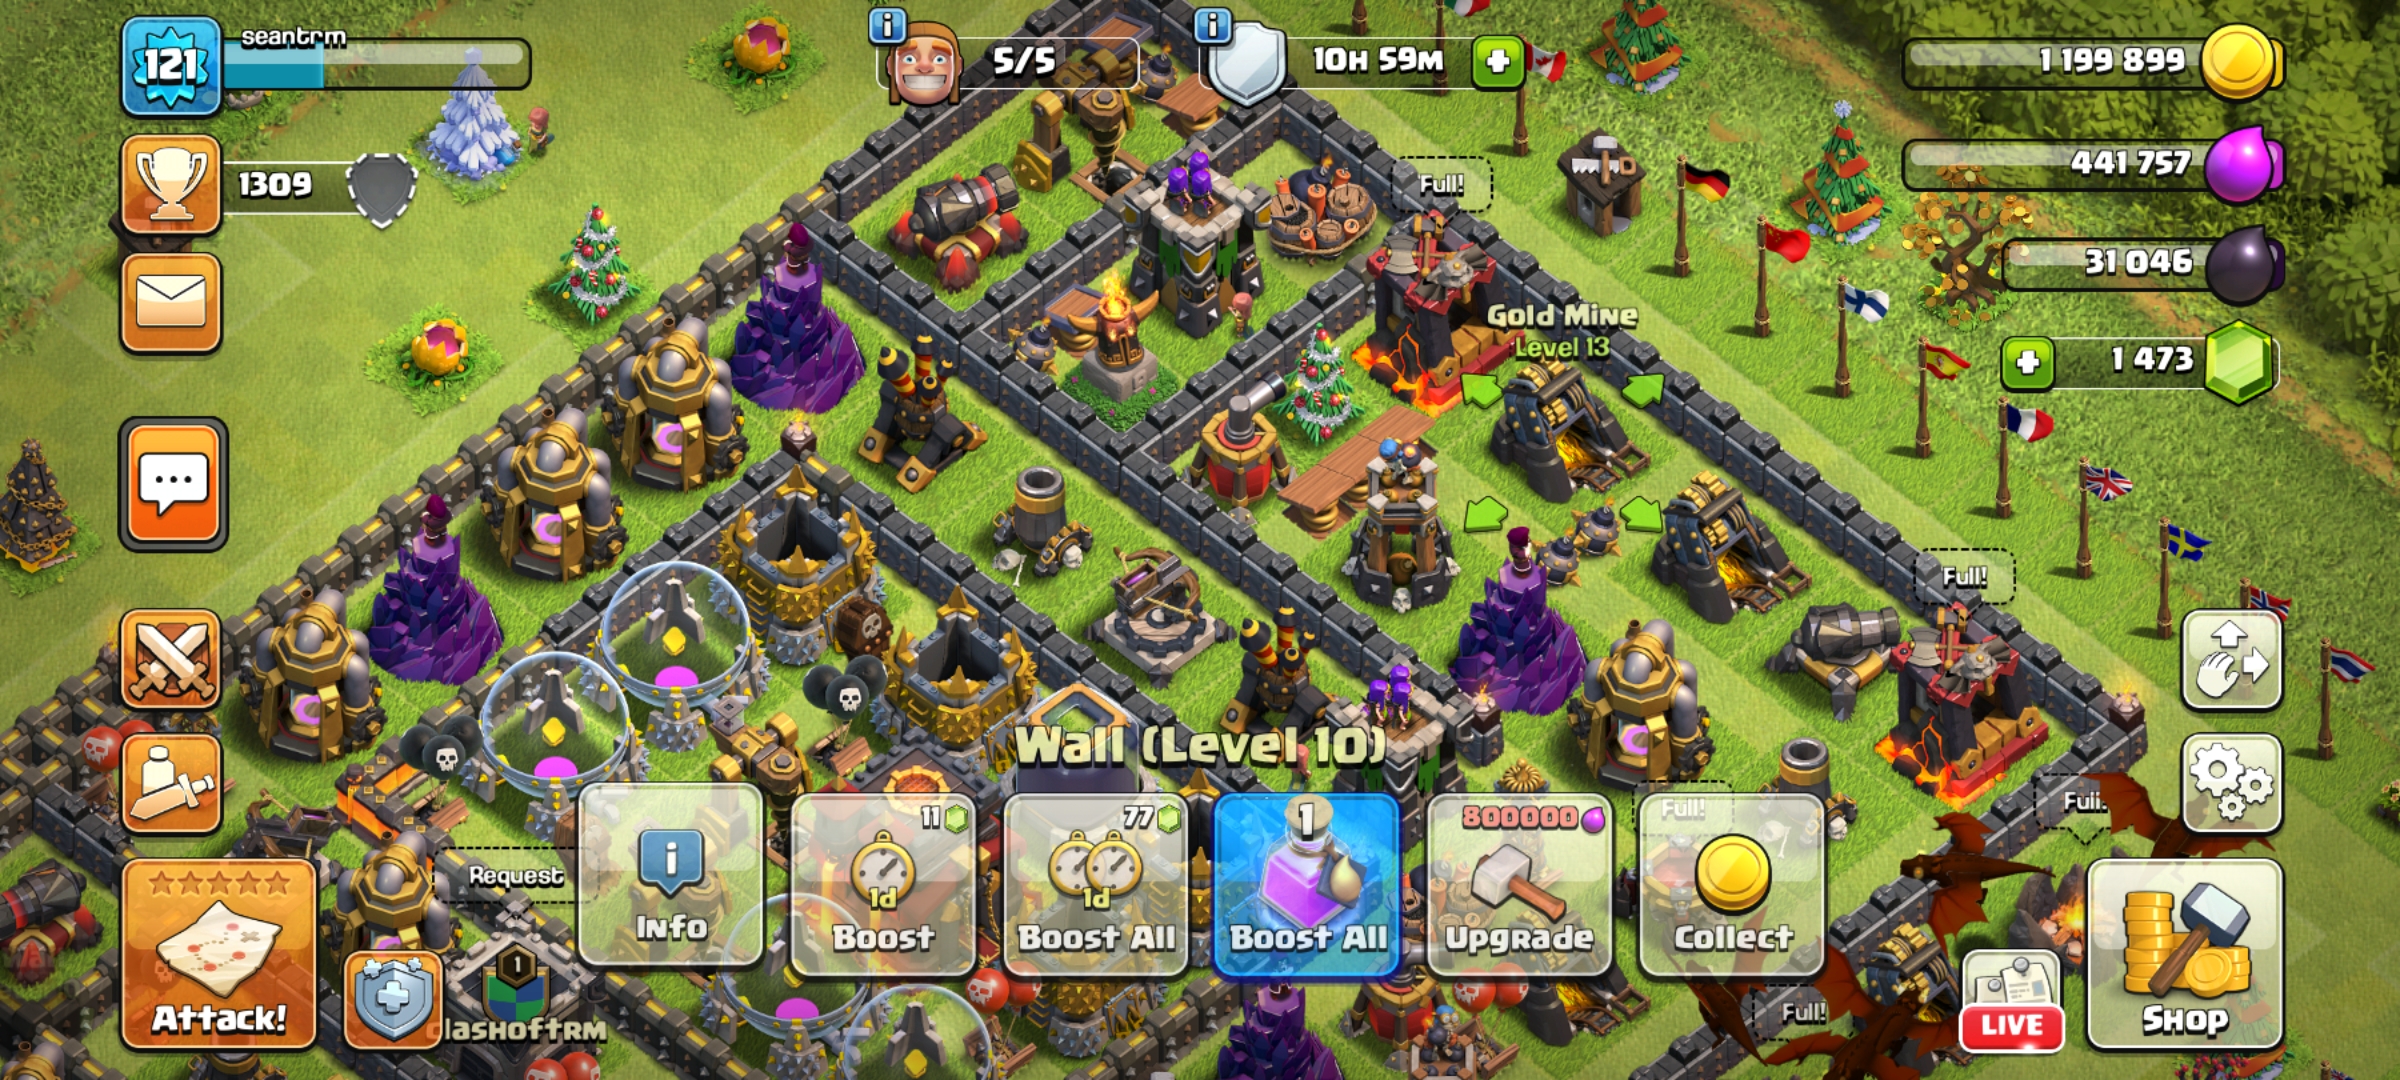 121
seantrm
5/5
10H 59M
1 199 899
1309
Full!
441 757
31 046
Gold Mine
Level 13
1 473
Full!
Wall (Level 10)
Full!
11
77
1
800000
Full!
1d
1d
Request
Info
Boost
Boost All
Boost All
Upgrade
Collect
1
Attack!
lashoftrm
Full!
LIVE
Shop